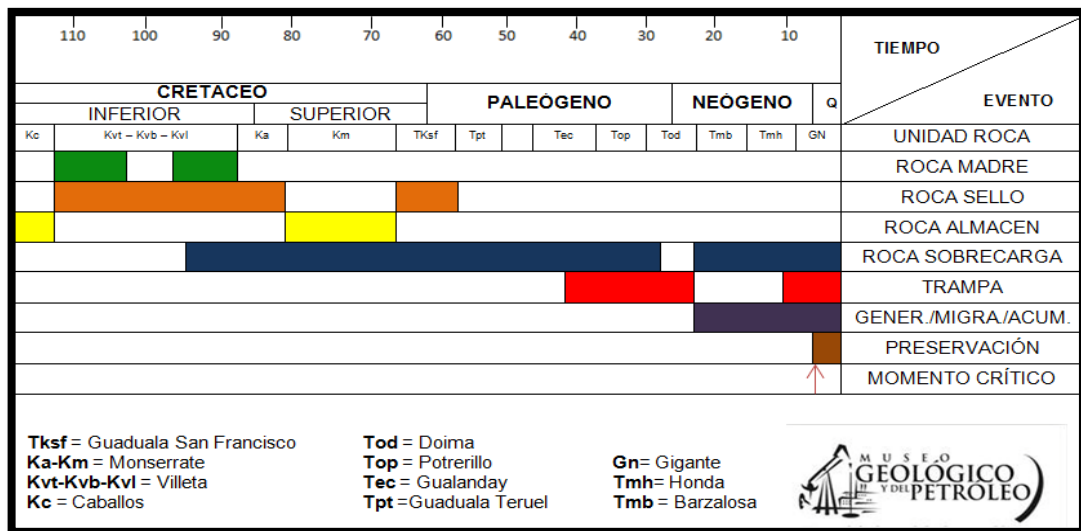 110 100 90 80 70 60 50 40 30 20 10
TIEMPO
EVENTO
CRETACEO
PALEÓGENO
NEÓGENO
Q
INFERIOR
SUPERIOR
Kc Kvt – Kvb – Kvl Ka Km TKsf Tpt Tec Top Tod Tmb Tmh GN UNIDAD ROCA
ROCA MADRE
ROCA SELLO
ROCA ALMACEN
ROCA SOBRECARGA
TRAMPA
GENER./MIGRA./ACUM.
PRESERVACIÓN
MOMENTO CRÍTICO
Tksf = Guaduala San Francisco
Ka-Km = Monserrate
Kvt-Kvb-Kvl = Villeta
Kc = Caballos
Tod = Doima
Top = Potrerillo
Tec = Gualanday
Tpt =Guaduala Teruel
Gn= Gigante
Tmh= Honda
Tmb = Barzalosa
MUSEO
GEOLÓGICO
Y DEL PETRÓLEO